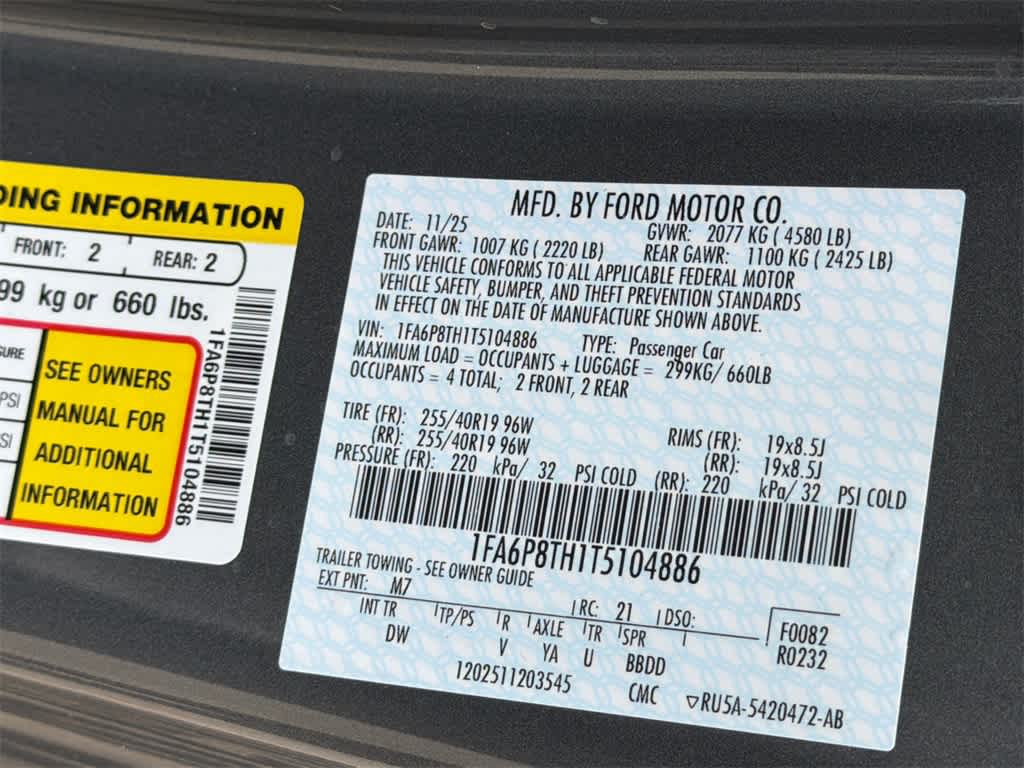 DING INFORMATION
FRONT: 2 REAR: 2
99 kg or 660 lbs.
SURE
PSI
SI
SEE OWNERS
MANUAL FOR
ADDITIONAL
INFORMATION
1FA6P8TH1T5104886
MFD. BY FORD MOTOR CO.
DATE: 11/25 GVWR: 2077 KG ( 4580 LB)
FRONT GAWR: 1007 KG ( 2220 LB) REAR GAWR: 1100 KG ( 2425 LB)
THIS VEHICLE CONFORMS TO ALL APPLICABLE FEDERAL MOTOR
VEHICLE SAFETY, BUMPER, AND THEFT PREVENTION STANDARDS
IN EFFECT ON THE DATE OF MANUFACTURE SHOWN ABOVE.
VIN: 1FA6P8TH1T5104886 TYPE: Passenger Car
MAXIMUM LOAD = OCCUPANTS + LUGGAGE = 299KG/ 660LB
OCCUPANTS = 4 TOTAL; 2 FRONT, 2 REAR
TIRE (FR): 255/40R19 96W RIMS (FR): 19x8.5J
(RR): 255/40R19 96W (RR): 19x8.5J
PRESSURE (FR): 220 kPa/ 32 PSI COLD (RR): 220 kPa/ 32 PSI COLD
1FA6P8TH1T5104886
TRAILER TOWING - SEE OWNER GUIDE
EXT PNT: M7 RC: 21 DSO:
INT TR TP/PS R AXLE TR SPR F0082
DW V YA U BBDD R0232
1202511203545 CMC ▽RU5A-5420472-AB